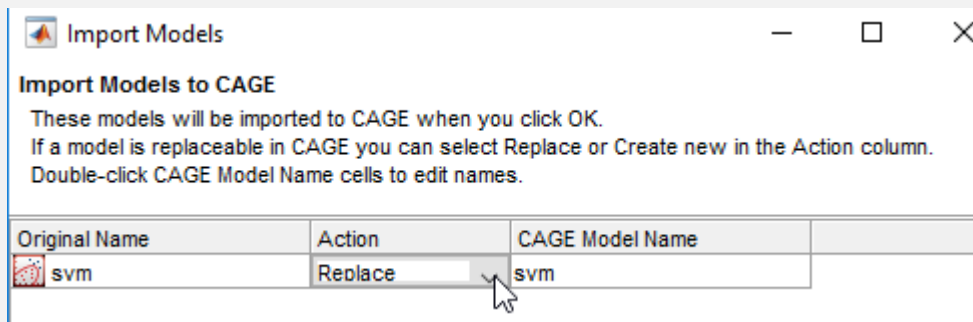 Import Models
Import Models to CAGE
These models will be imported to CAGE when you click OK.
If a model is replaceable in CAGE you can select Replace or Create new in the Action column.
Double-click CAGE Model Name cells to edit names.
Original Name Action CAGE Model Name
svm Replace svm